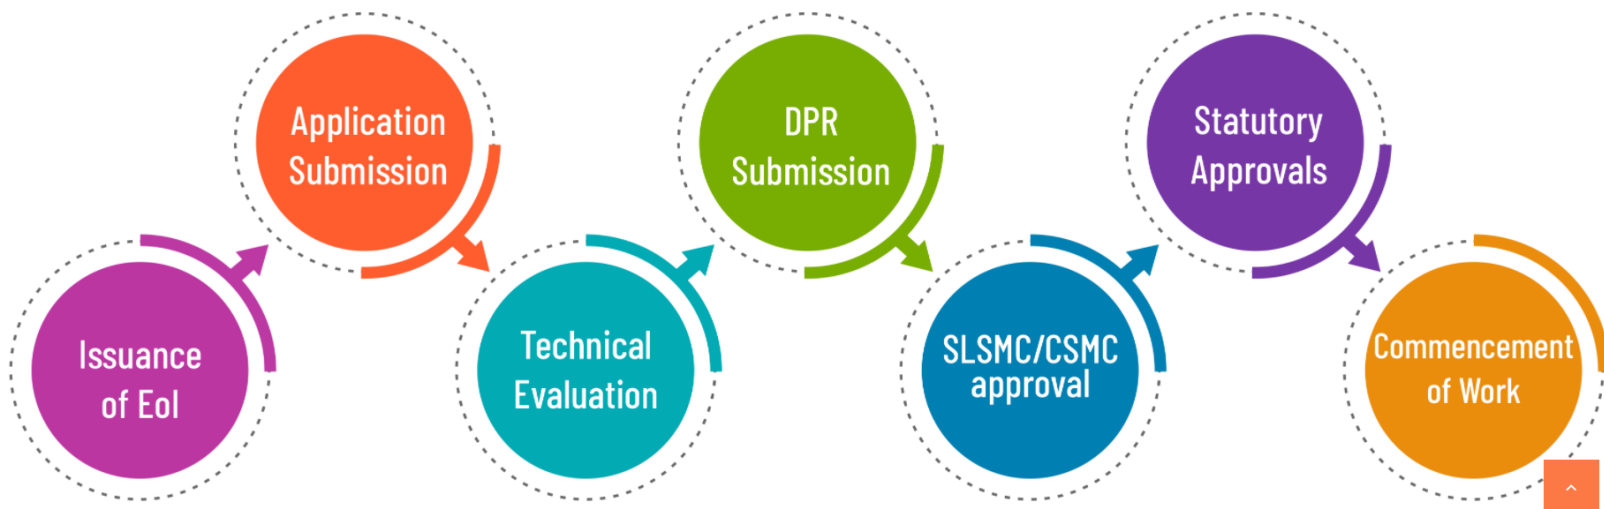 Issuance
of EoI
Application
Submission
Technical
Evaluation
DPR
Submission
SLSMC/CSMC
approval
Statutory
Approvals
Commencement
of Work